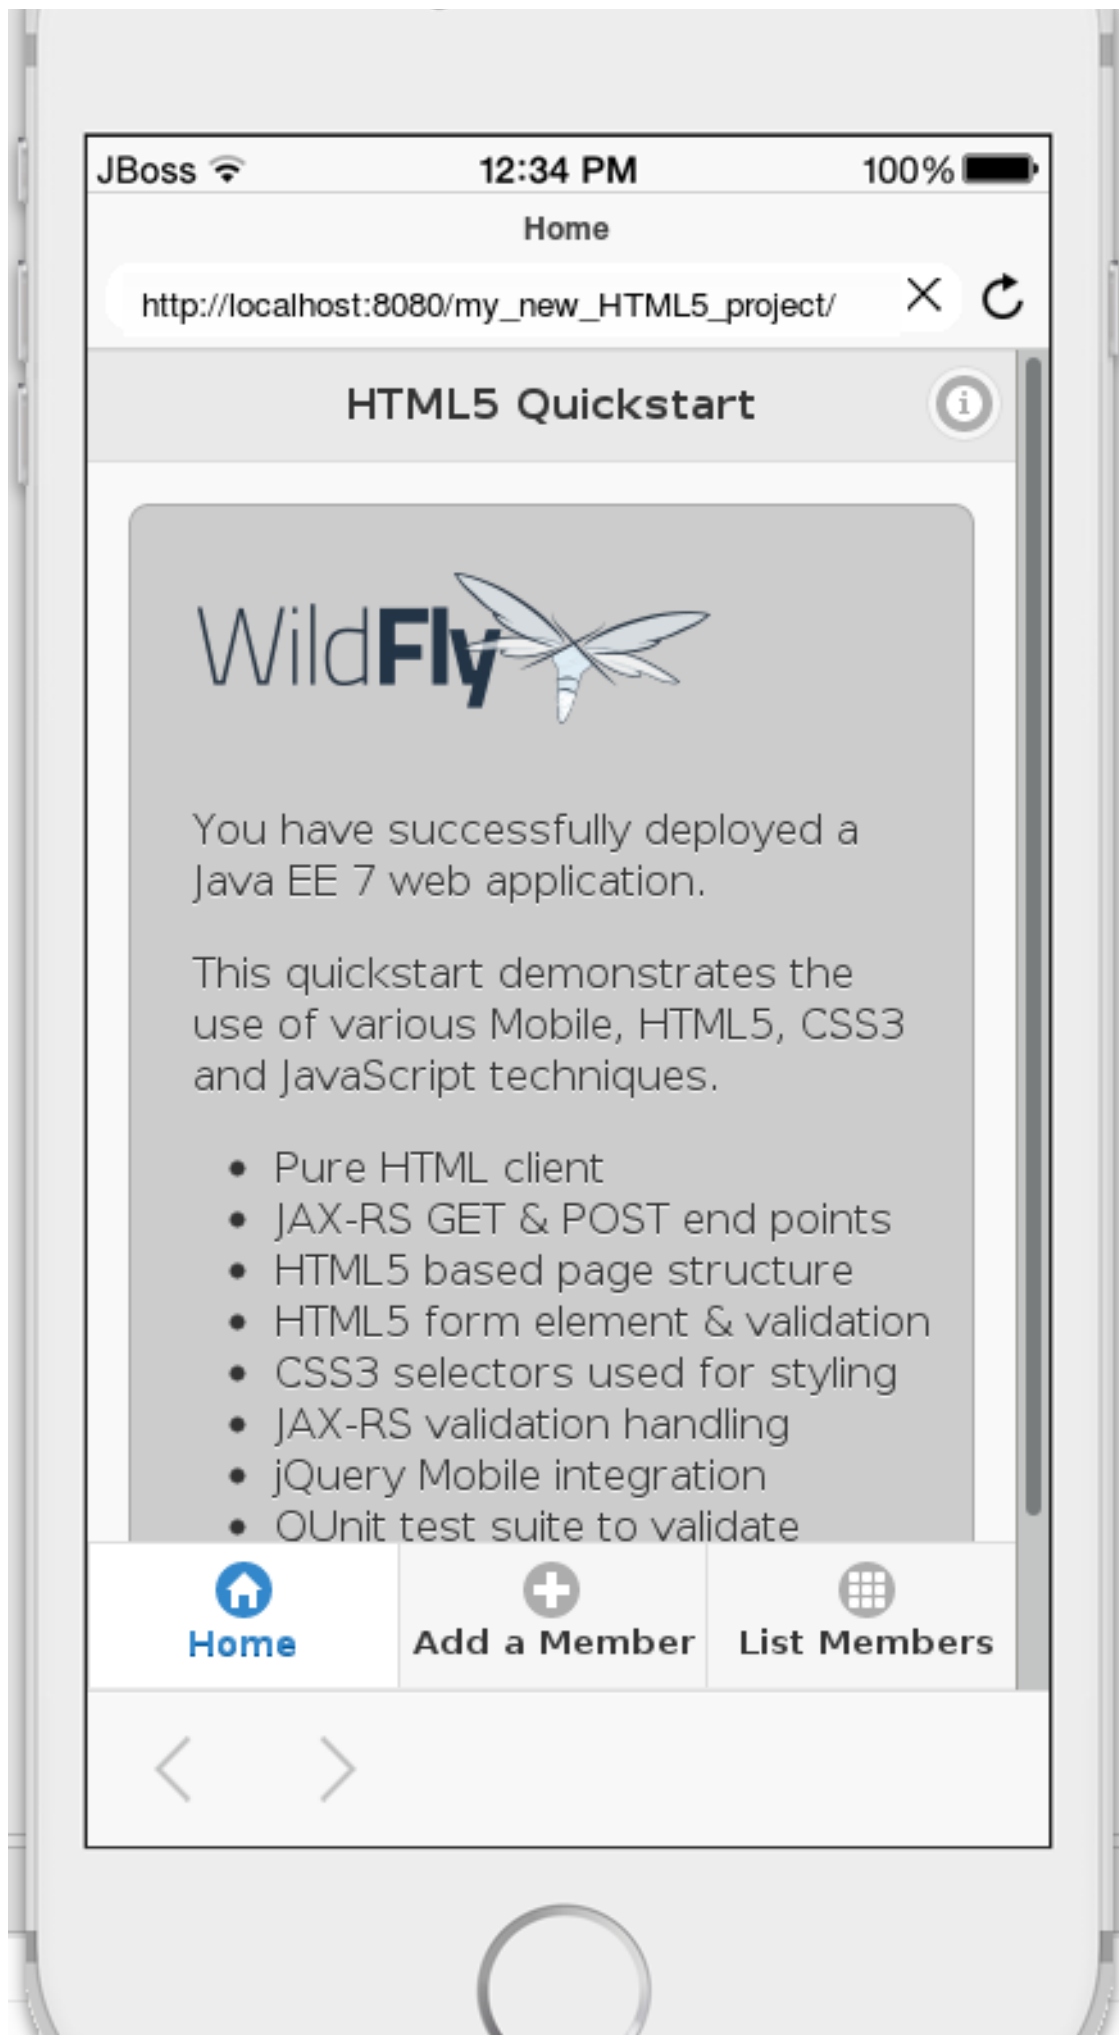 JBoss 12:34 PM 100%
Home
http://localhost:8080/my_new_HTML5_project/
HTML5 Quickstart
WildFly
You have successfully deployed a
Java EE 7 web application.
This quickstart demonstrates the
use of various Mobile, HTML5, CSS3
and JavaScript techniques.
• Pure HTML client
• JAX-RS GET & POST end points
• HTML5 based page structure
• HTML5 form element & validation
• CSS3 selectors used for styling
• JAX-RS validation handling
• jQuery Mobile integration
• QUnit test suite to validate
Home Add a Member List Members